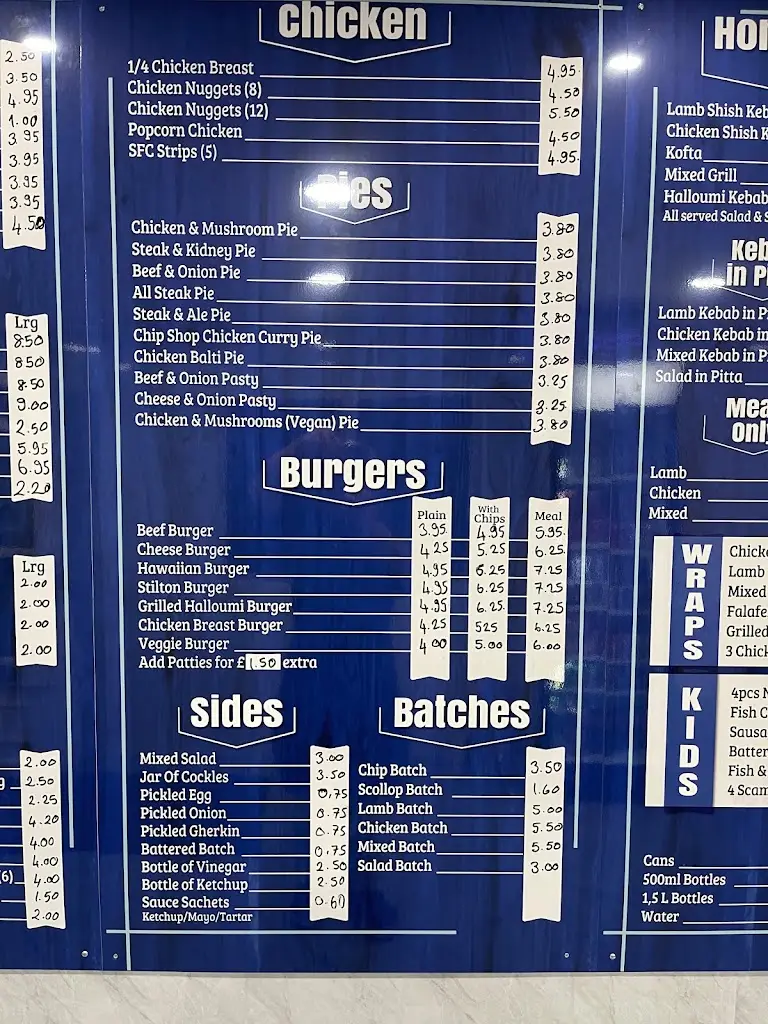 2.50
3.50
4.95
1.00
3.95
3.95
3.95
3.95
4.50
Lrg
8.50
8.50
8.50
9.00
2.50
5.95
6.95
2.20
Lrg
2.00
2.00
2.00
2.00
2.00
2.50
2.25
4.20
4.00
4.00
(6) 4.00
1.50
2.00
Chicken
1/4 Chicken Breast 4.95
Chicken Nuggets (8) 4.50
Chicken Nuggets (12) 5.50
Popcorn Chicken 4.50
SFC Strips (5) 4.95
Pies
Chicken & Mushroom Pie 3.80
Steak & Kidney Pie 3.80
Beef & Onion Pie 3.80
All Steak Pie 3.80
Steak & Ale Pie 3.80
Chip Shop Chicken Curry Pie 3.80
Chicken Balti Pie 3.80
Beef & Onion Pasty 3.25
Cheese & Onion Pasty 3.25
Chicken & Mushrooms (Vegan) Pie 3.80
Burgers
Plain With Chips Meal
Beef Burger 3.95 4.95 5.95
Cheese Burger 4.25 5.25 6.25
Hawaiian Burger 4.95 6.25 7.25
Stilton Burger 4.95 6.25 7.25
Grilled Halloumi Burger 4.95 6.25 7.25
Chicken Breast Burger 4.25 525 6.25
Veggie Burger 4.00 5.00 6.00
Add Patties for £1.50 extra
Sides
Mixed Salad 3.00
Jar Of Cockles 3.50
Pickled Egg 0.75
Pickled Onion 0.75
Pickled Gherkin 0.75
Battered Batch 0.75
Bottle of Vinegar 2.50
Bottle of Ketchup 2.50
Sauce Sachets 0.60
Ketchup/Mayo/Tartar
Batches
Chip Batch 3.50
Scollop Batch 1.60
Lamb Batch 5.00
Chicken Batch 5.50
Mixed Batch 5.50
Salad Batch 3.00
Lamb Shish
Chicken Shish
Kofta
Mixed Grill
Halloumi Kebab
All served Salad &
Keb
in P
Lamb Kebab in
Chicken Kebab in
Mixed Kebab in
Salad in Pitta
Mea
only
Lamb
Chicken
Mixed
WRAPS
Chick
Lamb
Mixed
Falafe
Grilled
3 Chick
KIDS
4pcs
Fish
Sausa
Batter
Fish &
4 Scam
Cans
500ml Bottles
1,5 L Bottles
Water